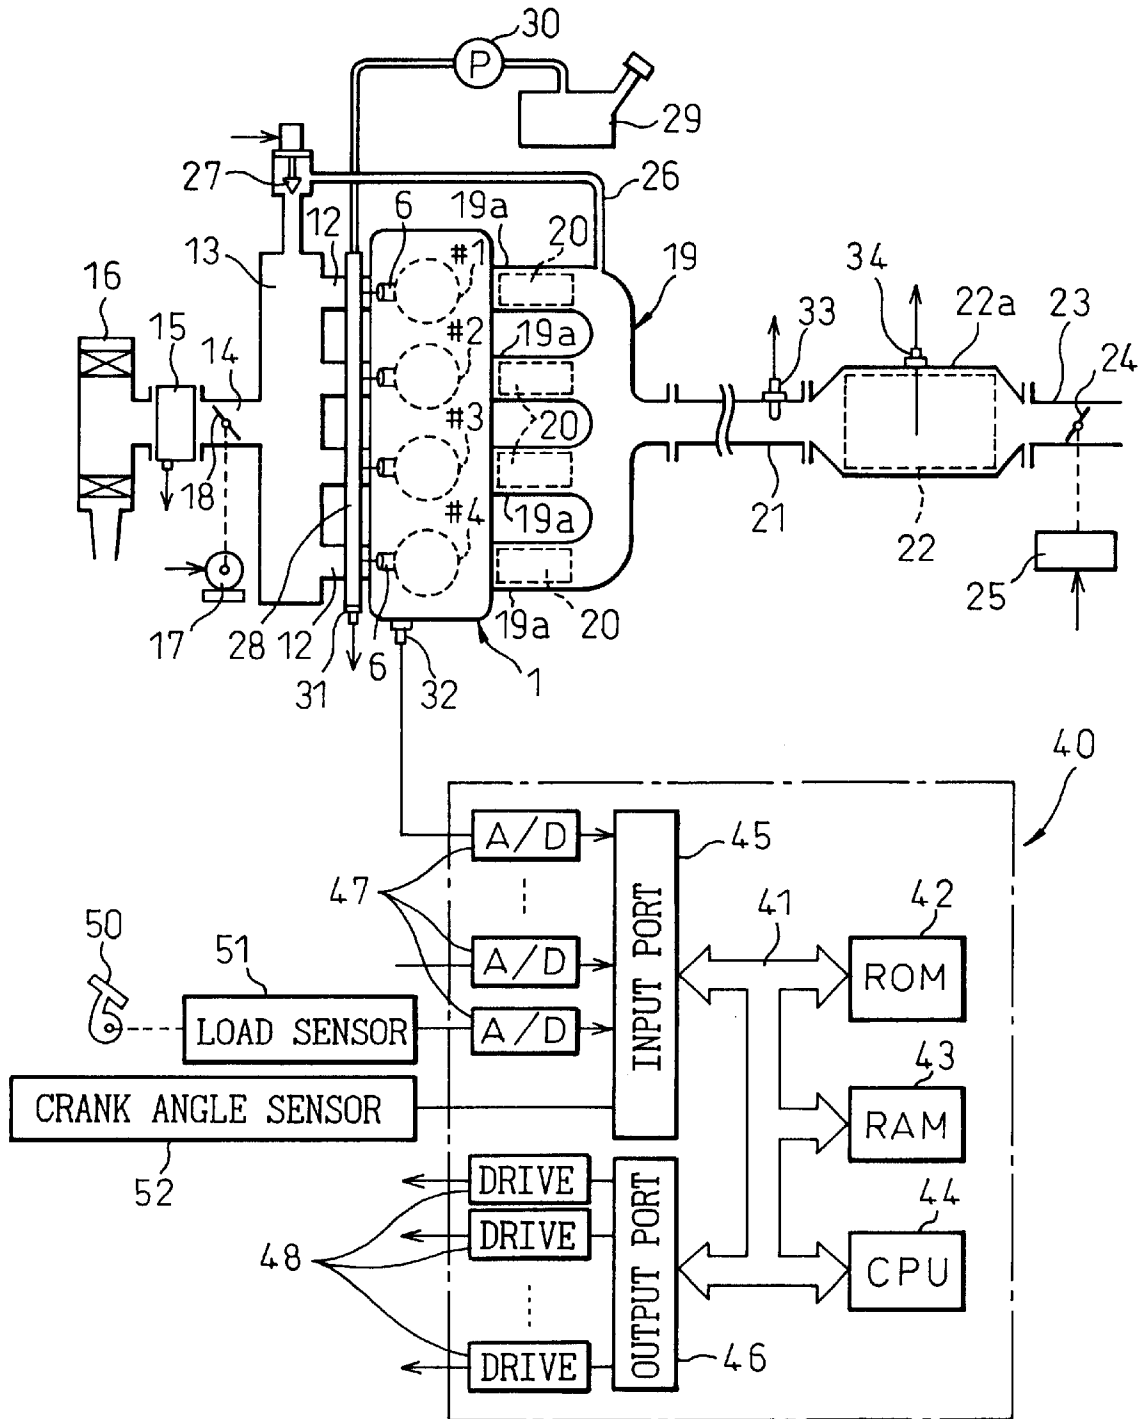 30
P
29
27
26
19a
6
12
20
13
#1
19
34
16
22a
23
33
15
#2
19a
24
14
#3
20
18
#4
19a
21
22
25
17
28
12
6
19a
20
31
32
1
40
A/D
45
47
41
42
50
51
A/D
INPUT PORT
ROM
LOAD SENSOR
A/D
43
CRANK ANGLE SENSOR
RAM
52
DRIVE
44
DRIVE
OUTPUT PORT
48
CPU
DRIVE
46